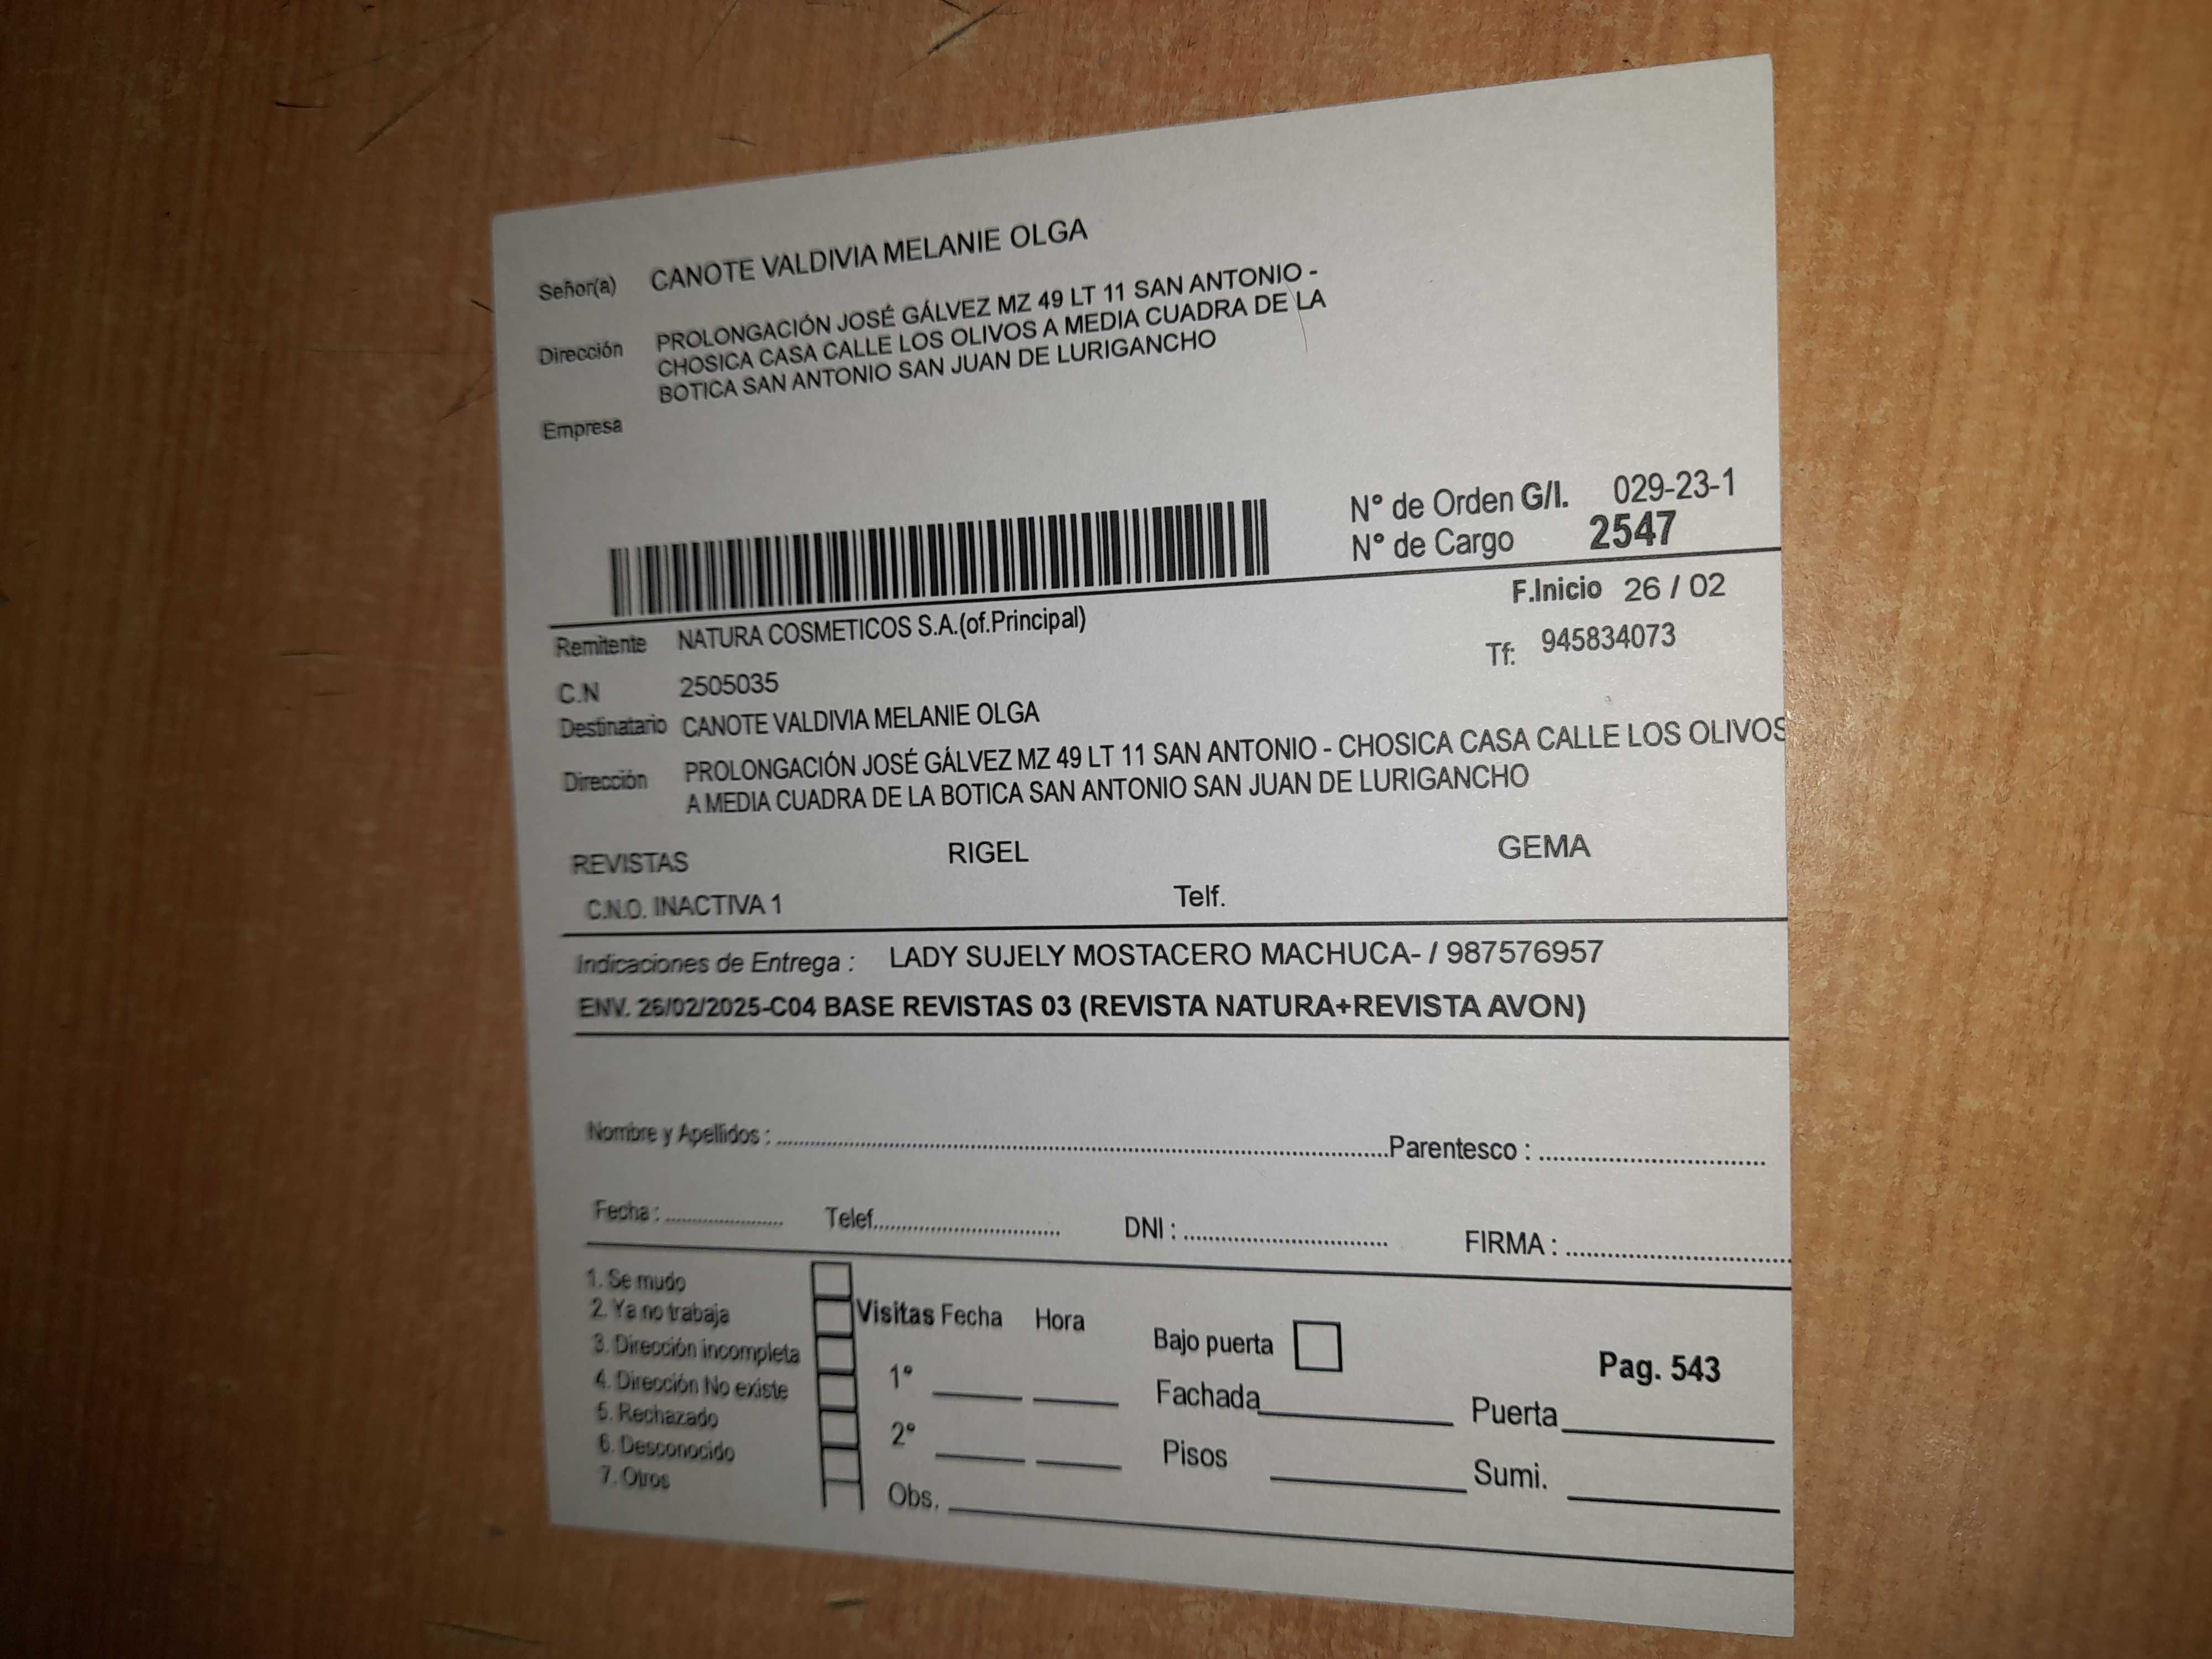 Señor(a) CANOTE VALDIVIA MELANIE OLGA
Dirección PROLONGACIÓN JOSÉ GÁLVEZ MZ 49 LT 11 SAN ANTONIO -
CHOSICA CASA CALLE LOS OLIVOS A MEDIA CUADRA DE LA
BOTICA SAN ANTONIO SAN JUAN DE LURIGANCHO
Empresa
N° de Orden G/I. 029-23-1
N° de Cargo 2547
F.Inicio 26 / 02
Remitente NATURA COSMETICOS S.A.(of.Principal)
Tf: 945834073
C.N 2505035
Destinatario CANOTE VALDIVIA MELANIE OLGA
Dirección PROLONGACIÓN JOSÉ GÁLVEZ MZ 49 LT 11 SAN ANTONIO - CHOSICA CASA CALLE LOS OLIVOS
A MEDIA CUADRA DE LA BOTICA SAN ANTONIO SAN JUAN DE LURIGANCHO
REVISTAS RIGEL GEMA
C.N.O. INACTIVA 1 Telf.
Indicaciones de Entrega : LADY SUJELY MOSTACERO MACHUCA- / 987576957
ENV. 26/02/2025-C04 BASE REVISTAS 03 (REVISTA NATURA+REVISTA AVON)
Nombre y Apellidos : Parentesco :
Fecha : Telef. DNI : FIRMA :
1. Se mudo
2. Ya no trabaja
3. Dirección incompleta
4. Dirección No existe
5. Rechazado
6. Desconocido
7. Otros
Visitas Fecha Hora
1°
2°
Obs.
Bajo puerta
Fachada Puerta
Pisos Sumi.
Pag. 543